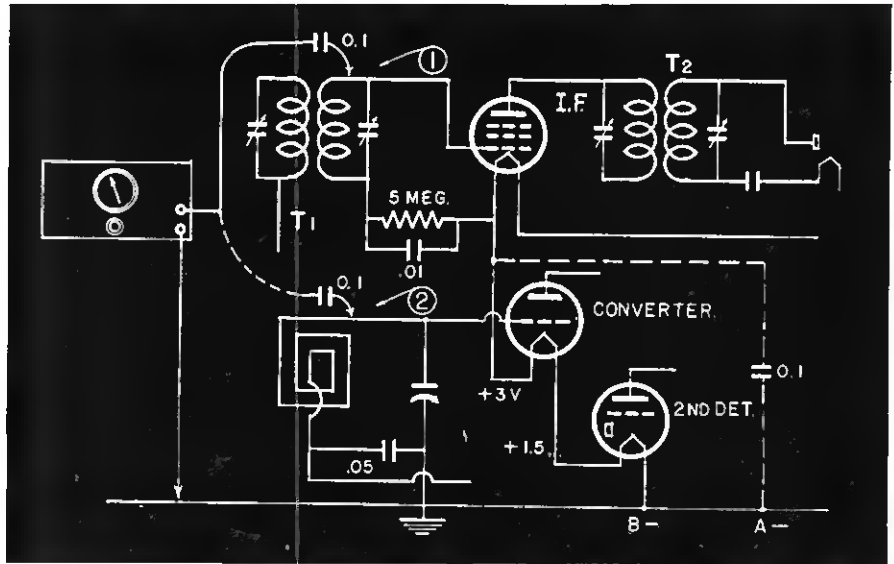 0.1
①
T2
I.F.
5 MEG.
T1
.01
0.1
②
CONVERTER
+3V
0.1
2ND DET.
+1.5
.05
B-
A-